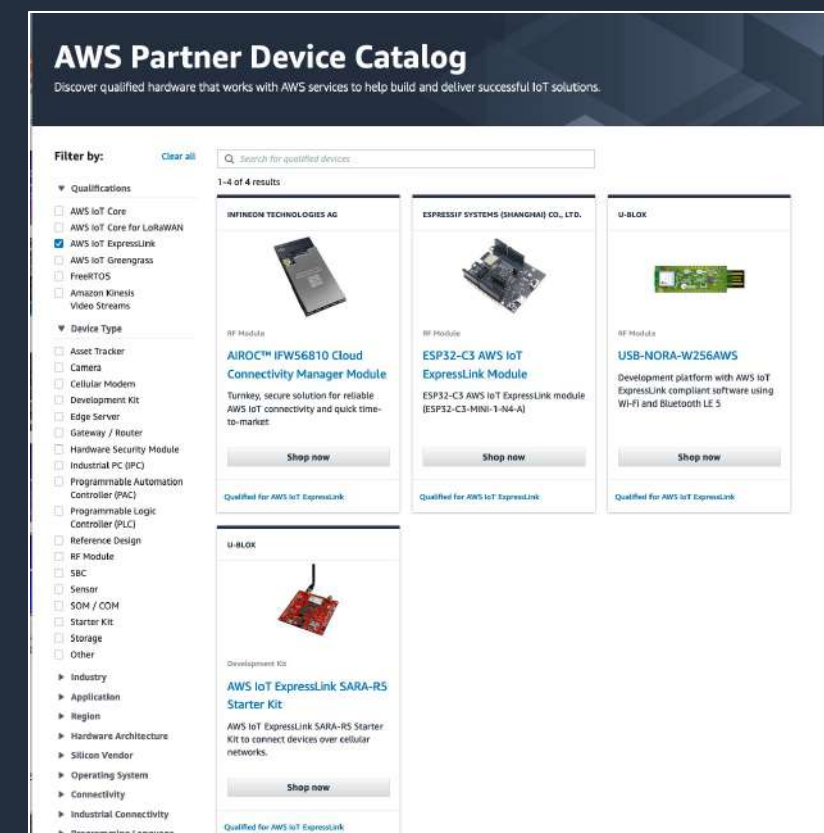 AWS Partner Device Catalog
Discover qualified hardware that works with AWS services to help build and deliver successful IoT solutions.
Filter by:
Clear all
Qualifications
AWS IoT Core
AWS IoT Core for LoRaWAN
AWS IoT ExpressLink
AWS IoT Greengrass
FreeRTOS
Amazon Kinesis
Video Streams
Device Type
Asset Tracker
Camera
Cellular Modem
Development Kit
Edge Server
Gateway / Router
Hardware Security Module
Industrial PC (IPC)
Programmable Automation
Controller (PAC)
Programmable Logic
Controller (PLC)
Reference Design
RF Module
SBC
Sensor
SOM / COM
Starter Kit
Storage
Other
Industry
Application
Region
Hardware Architecture
Silicon Vendor
Operating System
Connectivity
Industrial Connectivity
Programming Language
Search for qualified devices
1-4 of 4 results
INFINEON TECHNOLOGIES AG
RF Module
AIROC™ IFW56810 Cloud
Connectivity Manager Module
Turnkey, secure solution for reliable
AWS IoT connectivity and quick time-
to-market
Shop now
Qualified for AWS IoT ExpressLink
ESPRESSIF SYSTEMS (SHANGHAI) CO., LTD.
RF Module
ESP32-C3 AWS IoT
ExpressLink Module
ESP32-C3 AWS IoT ExpressLink module
(ESP32-C3-MINI-1-N4-A)
Shop now
Qualified for AWS IoT ExpressLink
U-BLOX
RF Module
USB-NORA-W256AWS
Development platform with AWS IoT
ExpressLink compliant software using
Wi-Fi and Bluetooth LE 5
Shop now
Qualified for AWS IoT ExpressLink
U-BLOX
Development Kit
AWS IoT ExpressLink SARA-R5
Starter Kit
AWS IoT ExpressLink SARA-R5 Starter
Kit to connect devices over cellular
networks.
Shop now
Qualified for AWS IoT ExpressLink